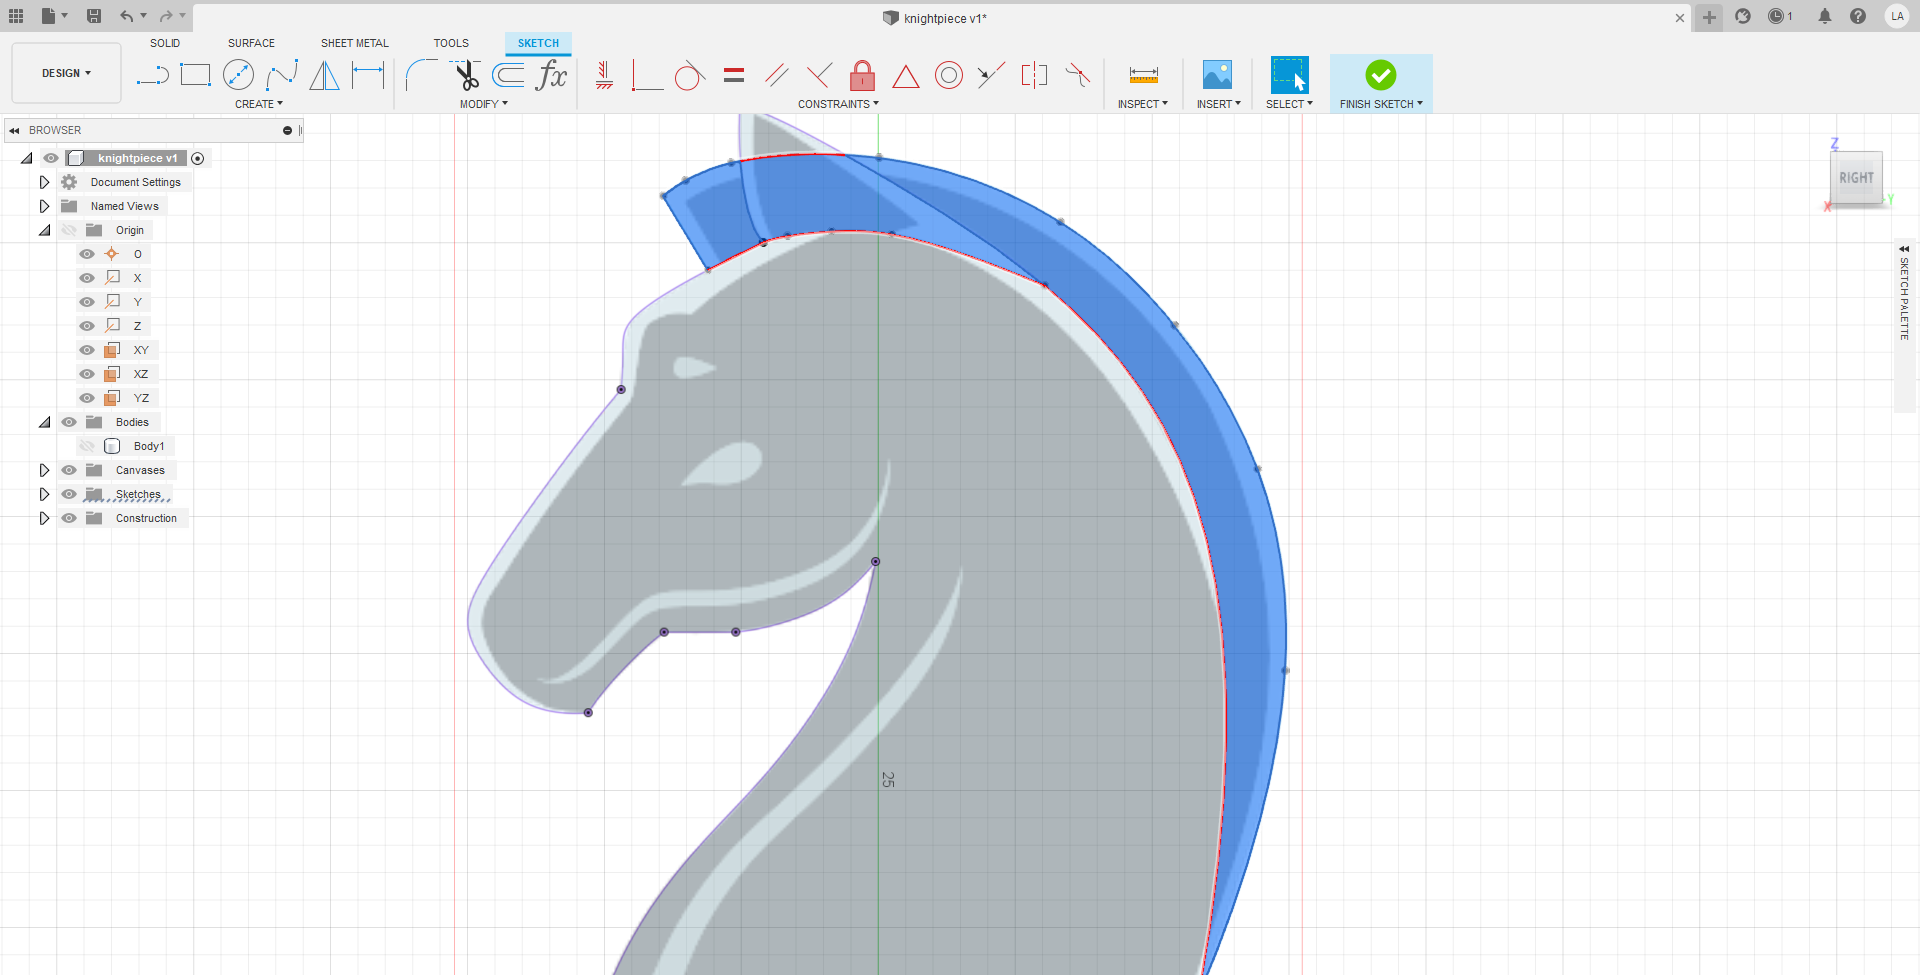 knightpiece v1*
1
LA
DESIGN
SOLID
SURFACE
SHEET METAL
TOOLS
SKETCH
fx
CREATE
MODIFY
CONSTRAINTS
INSPECT
INSERT
SELECT
FINISH SKETCH
BROWSER
knightpiece v1
Document Settings
Named Views
Origin
O
X
Y
Z
XY
XZ
YZ
Bodies
Body1
Canvases
Sketches
Construction
25
Z
RIGHT
X
Y
SKETCH PALETTE